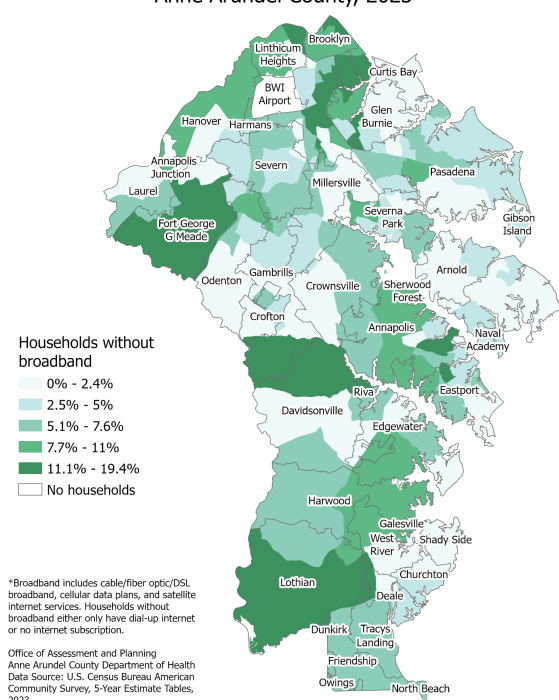 Anne Arundel County, 2023
Brooklyn
Linthicum
Heights
Curtis Bay
BWI
Airport
Glen
Burnie
Hanover
Harmans
Annapolis
Junction
Severn
Pasadena
Laurel
Millersville
Severna
Park
Gibson
Island
Fort George
G Meade
Arnold
Gambrills
Odenton
Crownsville
Sherwood
Forest
Crofton
Annapolis
Naval
Academy
Households without
broadband
0% - 2.4%
2.5% - 5%
5.1% - 7.6%
7.7% - 11%
11.1% - 19.4%
No households
Riva
Eastport
Davidsonville
Edgewater
Harwood
Galesville
West
River
Shady Side
Lothian
Churchton
Deale
Dunkirk
Tracys
Landing
Friendship
Owings
North Beach
*Broadband includes cable/fiber optic/DSL
broadband, cellular data plans, and satellite
internet services. Households without
broadband either only have dial-up internet
or no internet subscription.
Office of Assessment and Planning
Anne Arundel County Department of Health
Data Source: U.S. Census Bureau American
Community Survey, 5-Year Estimate Tables,
2023